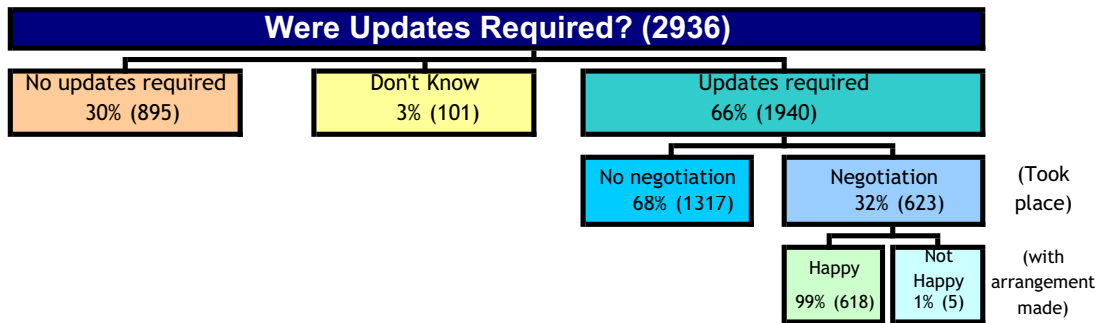 Were Updates Required? (2936)
No updates required
30% (895)
Don't Know
3% (101)
Updates required
66% (1940)
No negotiation
68% (1317)
Negotiation
32% (623)
(Took
place)
Happy
99% (618)
Not
Happy
1% (5)
(with
arrangement
made)